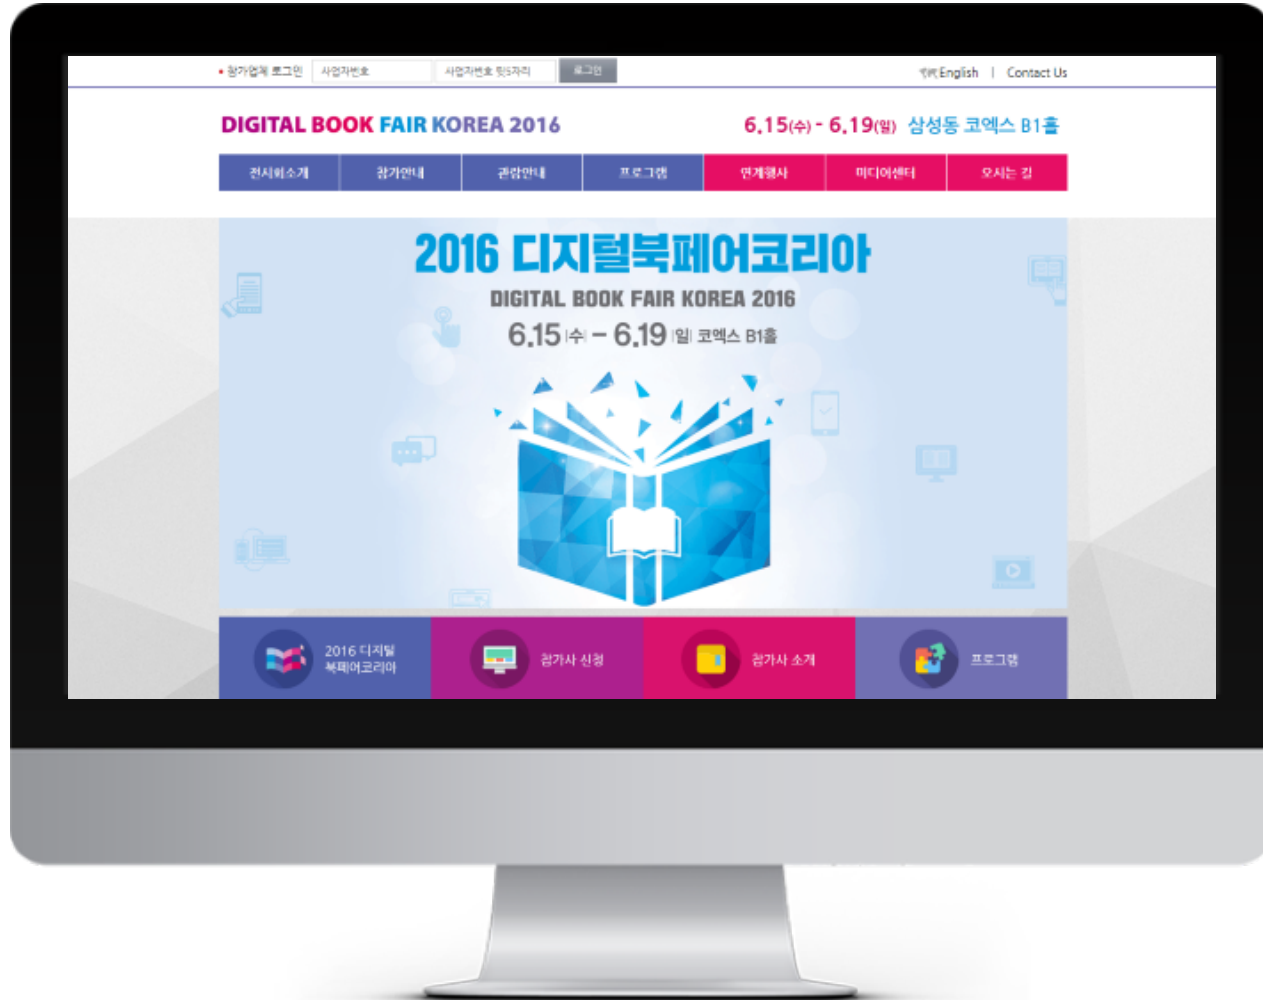 참가업체 로그인 사업자번호 사업자번호 뒷5자리 로그인 English | Contact Us
DIGITAL BOOK FAIR KOREA 2016 6.15(수) - 6.19(일) 삼성동 코엑스 B1홀
전시회소개 참가안내 관람안내 프로그램 연계행사 미디어센터 오시는 길
2016 디지털북페어코리아
DIGITAL BOOK FAIR KOREA 2016
6.15 |수| – 6.19 |일| 코엑스 B1홀
2016 디지털
북페어코리아
참가사 신청
참가사 소개
프로그램